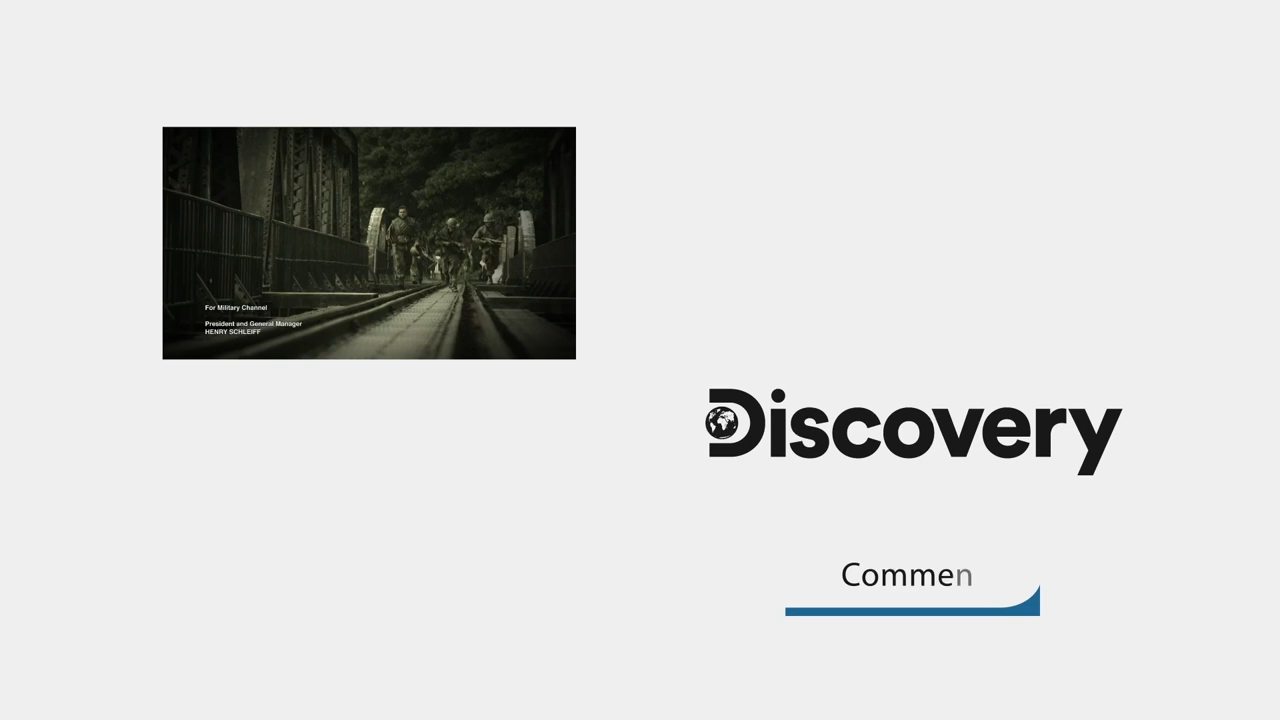 For Military Channel
President and General Manager
HENRY SCHLEIFF
Discovery
Commen